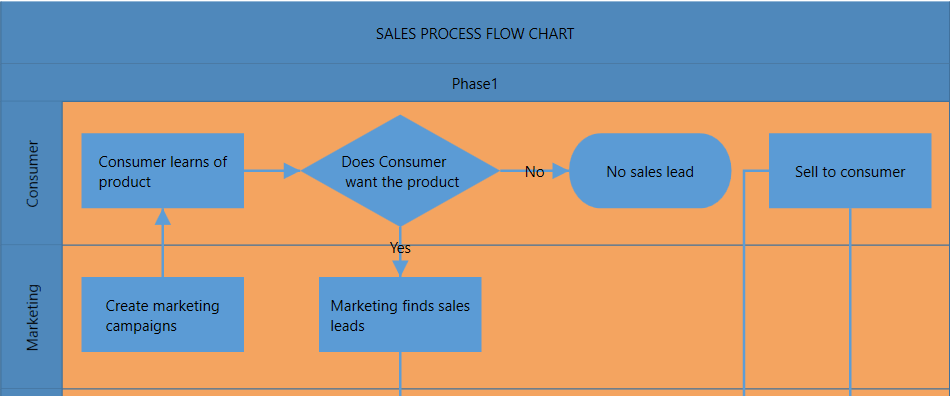 SALES PROCESS FLOW CHART
Phase1
Consumer
Consumer learns of
product
Does Consumer
want the product
No
No sales lead
Sell to consumer
Yes
Marketing
Create marketing
campaigns
Marketing finds sales
leads